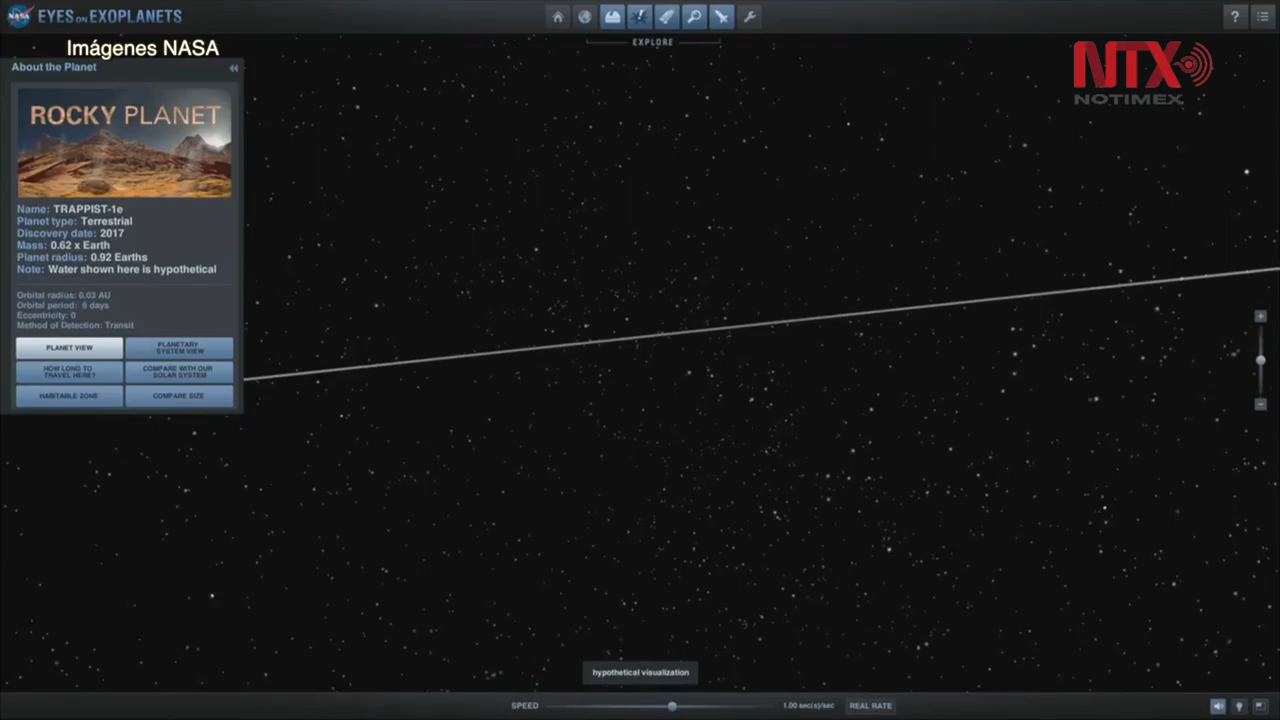 NASA
EYES ON EXOPLANETS
EXPLORE
?
Imágenes NASA
NTX
NOTIMEX
About the Planet
ROCKY PLANET
Name: TRAPPIST-1e
Planet type: Terrestrial
Discovery date: 2017
Mass: 0.62 x Earth
Planet radius: 0.92 Earths
Note: Water shown here is hypothetical
Orbital radius: 0.03 AU
Orbital period: 6 days
Eccentricity: 0
Method of Detection: Transit
PLANET VIEW
PLANETARY
SYSTEM VIEW
HOW LONG TO
TRAVEL HERE?
COMPARE WITH OUR
SOLAR SYSTEM
HABITABLE ZONE
COMPARE SIZE
hypothetical visualization
SPEED
1.00 sec(s)/sec
REAL RATE